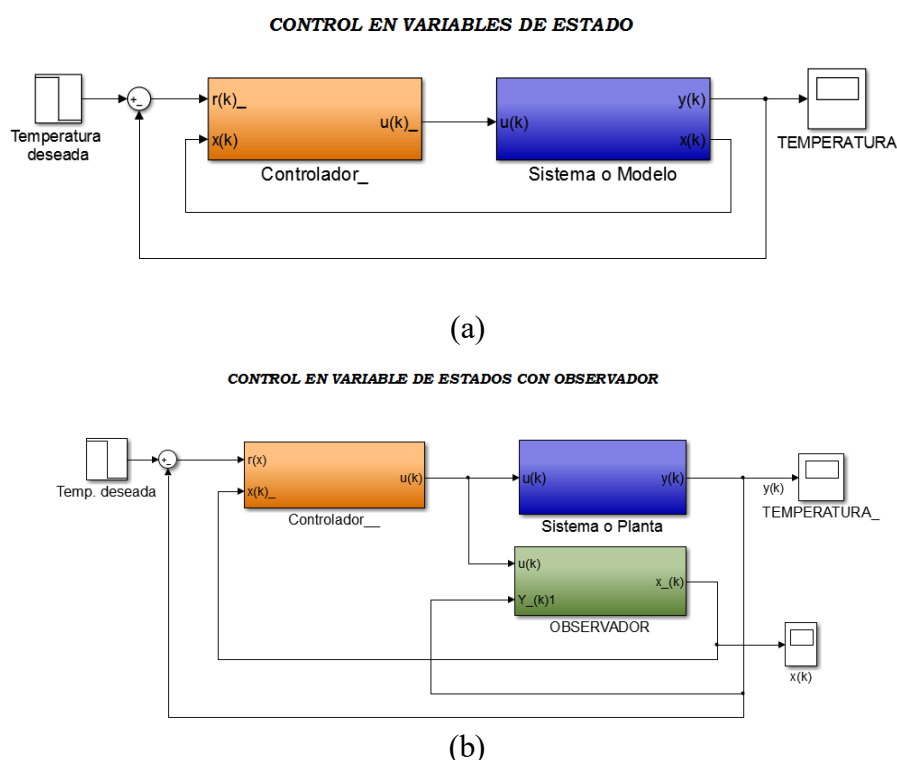 CONTROL EN VARIABLES DE ESTADO
Temperatura
deseada
+_
r(k)_
x(k)
u(k)_
Controlador_
u(k)
y(k)
x(k)
Sistema o Modelo
TEMPERATURA
(a)
CONTROL EN VARIABLE DE ESTADOS CON OBSERVADOR
Temp. deseada
+_
r(x)
x(k)_
u(k)
Controlador__
u(k)
y(k)
Sistema o Planta
y(k)
TEMPERATURA_
u(k)
Y_(k)1
x_(k)
OBSERVADOR
x(k)
(b)